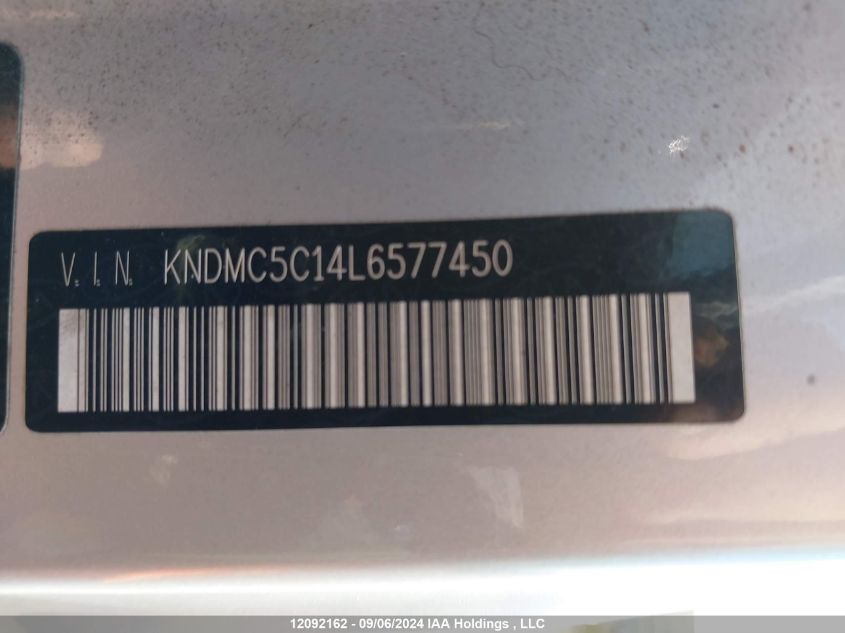 V.I.N. KNDMC5C14L6577450
12092162 - 09/06/2024 IAA Holdings , LLC